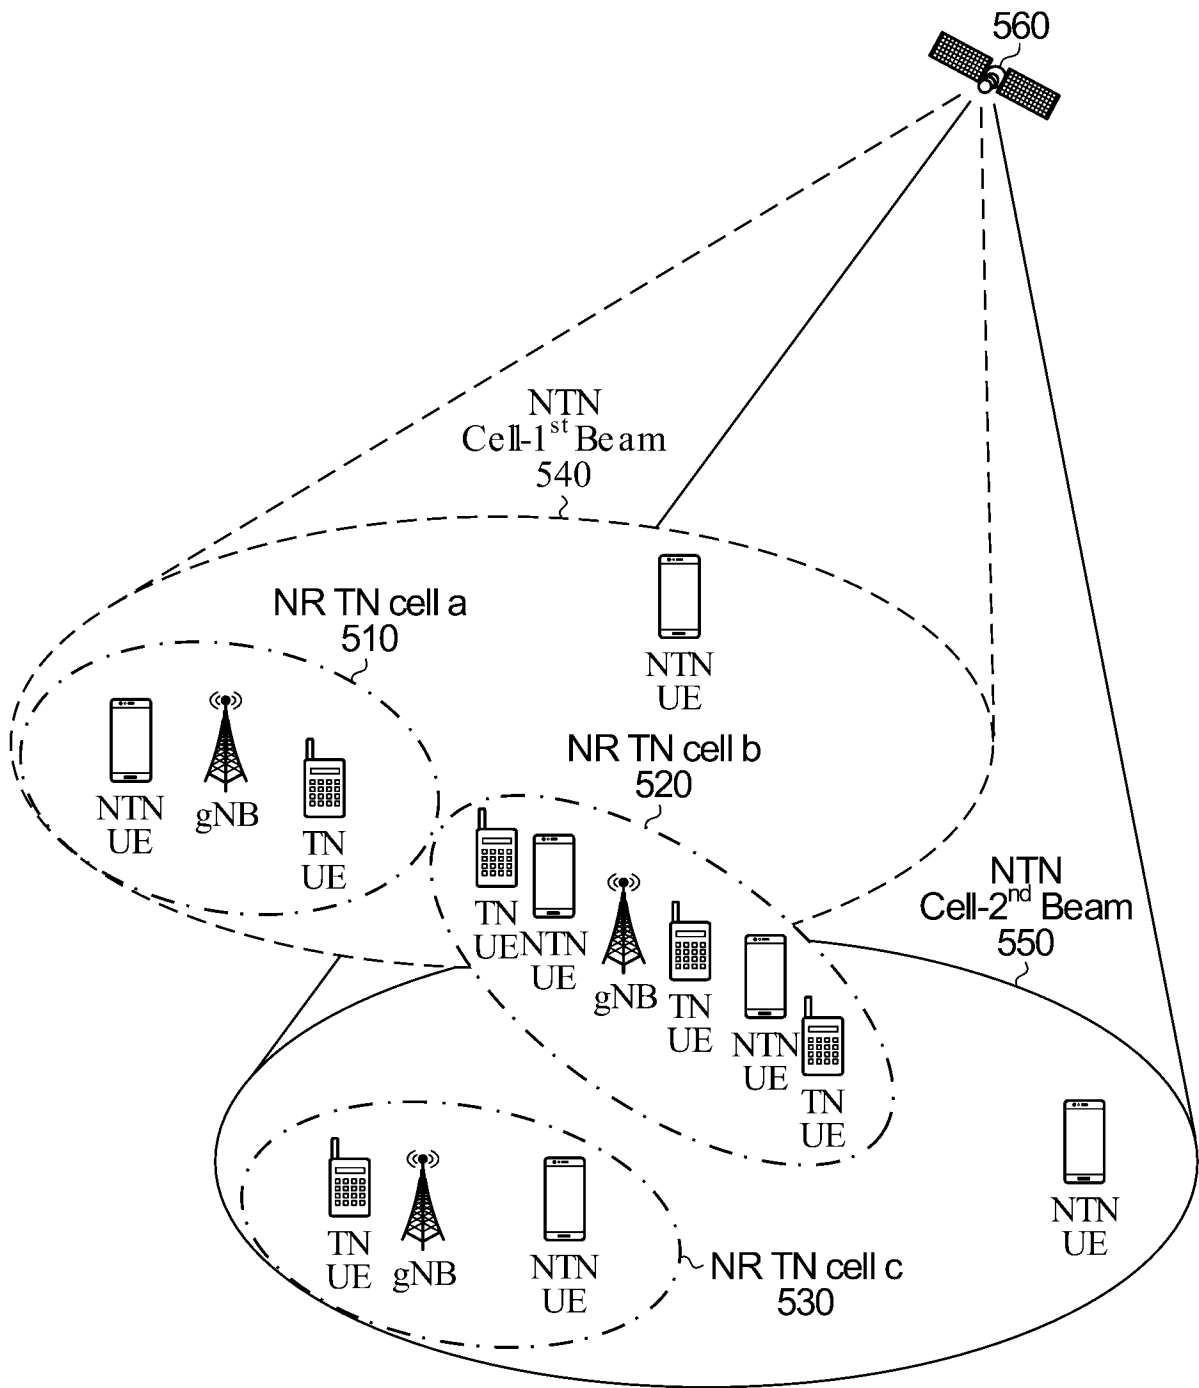 560
NTN
Cell-1st Beam
540
NR TN cell a
510
NTN
UE
NTN
UE
gNB
TN
UE
NR TN cell b
520
NTN
Cell-2nd Beam
550
TN
UE
NTN
UE
gNB
TN
UE
NTN
UE
TN
UE
TN
UE
gNB
NTN
UE
NTN
UE
NR TN cell c
530